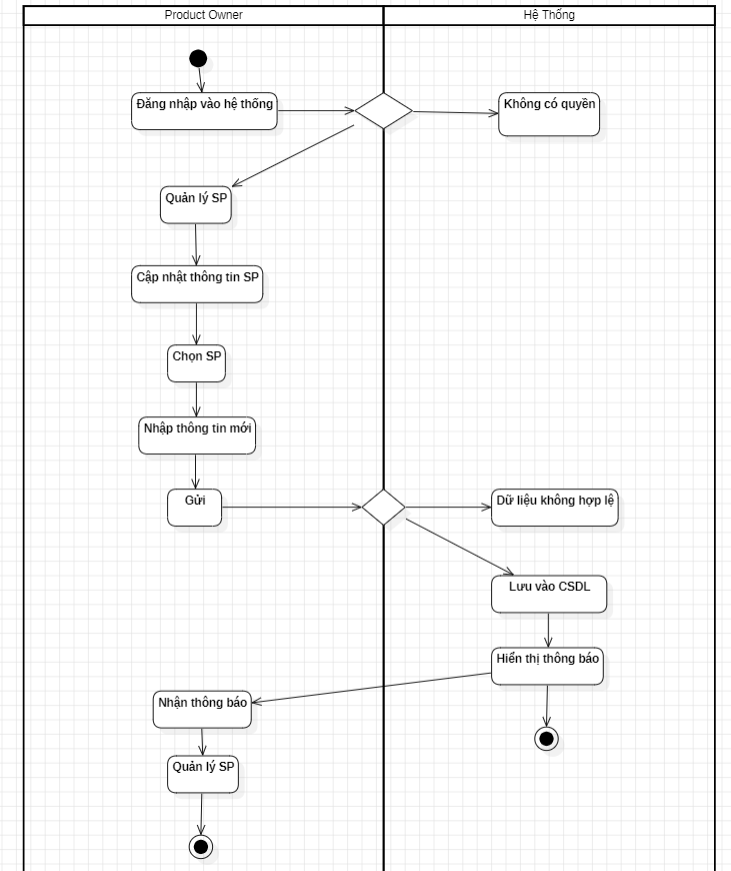 Product Owner
Hệ Thống
Đăng nhập vào hệ thống
Không có quyền
Quản lý SP
Cập nhật thông tin SP
Chọn SP
Nhập thông tin mới
Gửi
Dữ liệu không hợp lệ
Lưu vào CSDL
Hiển thị thông báo
Nhận thông báo
Quản lý SP